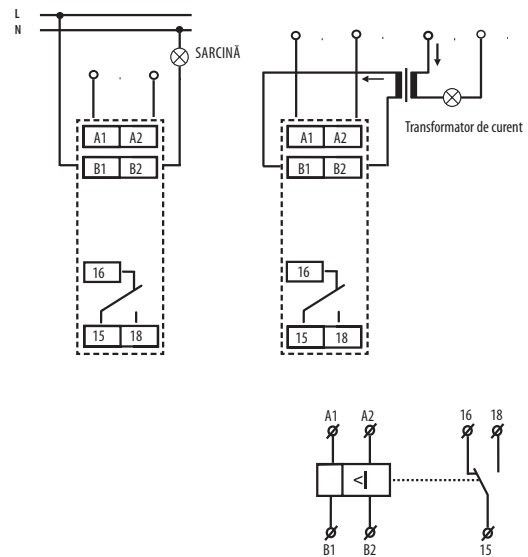 L
N
SARCINĂ
A1 A2
B1 B2
16
15 18
Transformator de curent
A1 A2
B1 B2
16
15 18
A1 A2 16 18
<I
B1 B2 15